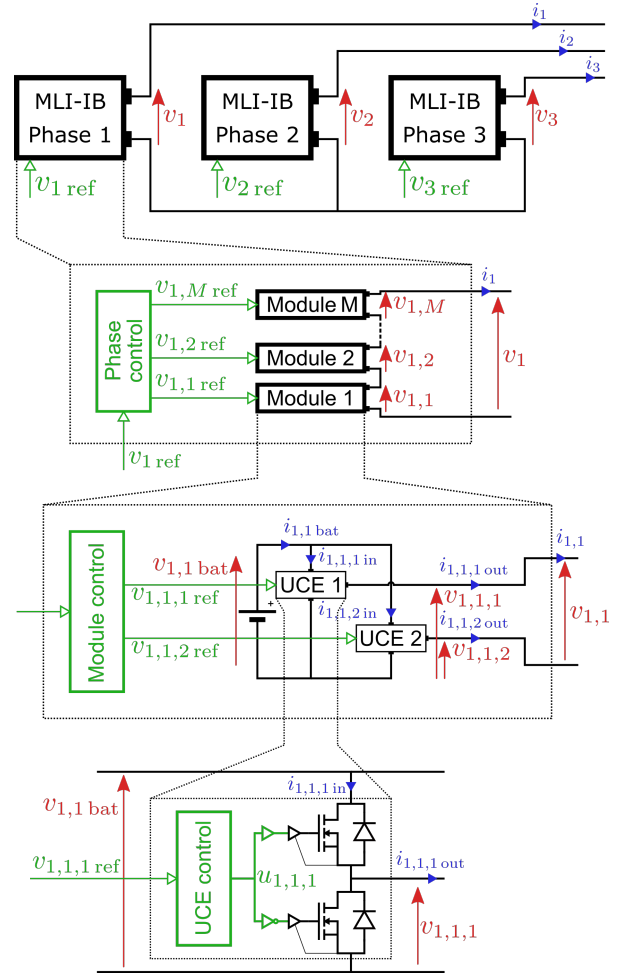 i₁
i₂
i₃
MLI-IB
Phase 1
v₁
MLI-IB
Phase 2
v₂
MLI-IB
Phase 3
v₃
v₁ ref
v₂ ref
v₃ ref
i₁
Phase control
v₁,M ref
Module M
v₁,M
v₁,₂ ref
Module 2
v₁,₂
v₁
v₁,₁ ref
Module 1
v₁,₁
v₁ ref
i₁,₁ bat
i₁,₁
v₁,₁ bat
i₁,₁,₁ in
i₁,₁,₁ out
Module control
v₁,₁,₁ ref
UCE 1
v₁,₁,₁
+
i₁,₁,₂ in
i₁,₁,₂ out
v₁,₁
v₁,₁,₂ ref
UCE 2
v₁,₁,₂
i₁,₁,₁ in
v₁,₁ bat
i₁,₁,₁ out
v₁,₁,₁ ref
UCE control
u₁,₁,₁
v₁,₁,₁